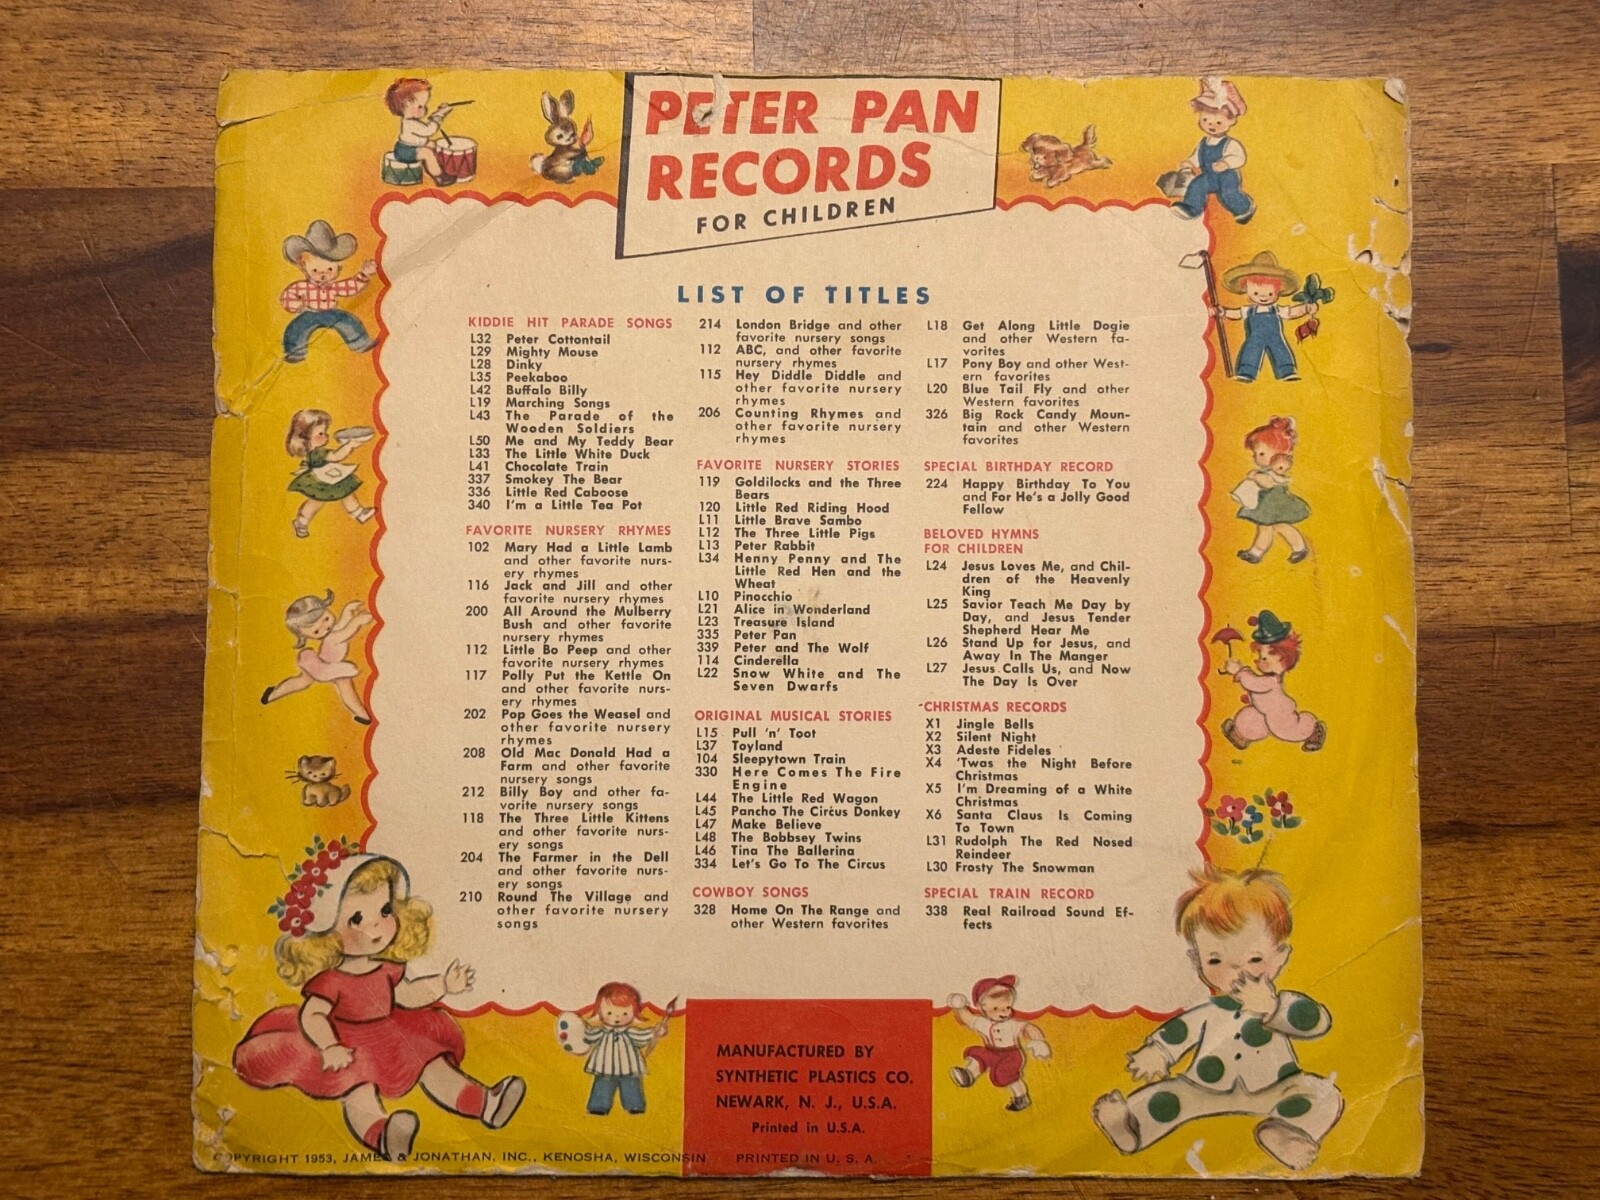 PETER PAN
RECORDS
FOR CHILDREN
LIST OF TITLES
KIDDIE HIT PARADE SONGS
L32 Peter Cottontail
L29 Mighty Mouse
L28 Dinky
L35 Peekaboo
L42 Buffalo Billy
L19 Marching Songs
L43 The Parade of the
Wooden Soldiers
L50 Me and My Teddy Bear
L33 The Little White Duck
L41 Chocolate Train
337 Smokey The Bear
336 Little Red Caboose
340 I'm a Little Tea Pot
FAVORITE NURSERY RHYMES
102 Mary Had a Little Lamb
and other favorite nurs-
ery rhymes
116 Jack and Jill and other
favorite nursery rhymes
200 All Around the Mulberry
Bush and other favorite
nursery rhymes
112 Little Bo Peep and other
favorite nursery rhymes
117 Polly Put the Kettle On
and other favorite nurs-
ery rhymes
202 Pop Goes the Weasel and
other favorite nursery
rhymes
208 Old Mac Donald Had a
Farm and other favorite
nursery songs
212 Billy Boy and other fa-
vorite nursery songs
118 The Three Little Kittens
and other favorite nurs-
ery songs
204 The Farmer in the Dell
and other favorite nurs-
ery songs
210 Round The Village and
other favorite nursery
songs
214 London Bridge and other
favorite nursery songs
112 ABC, and other favorite
nursery rhymes
115 Hey Diddle Diddle and
other favorite nursery
rhymes
206 Counting Rhymes and
other favorite nursery
rhymes
FAVORITE NURSERY STORIES
119 Goldilocks and the Three
Bears
120 Little Red Riding Hood
L11 Little Brave Sambo
L12 The Three Little Pigs
L13 Peter Rabbit
L34 Henny Penny and The
Little Red Hen and the
Wheat
L10 Pinocchio
L21 Alice in Wonderland
L23 Treasure Island
335 Peter Pan
339 Peter and The Wolf
114 Cinderella
L22 Snow White and The
Seven Dwarfs
ORIGINAL MUSICAL STORIES
L15 Pull 'n' Toot
L37 Toyland
104 Sleepytown Train
330 Here Comes The Fire
Engine
L44 The Little Red Wagon
L45 Pancho The Circus Donkey
L47 Make Believe
L48 The Bobbsey Twins
L46 Tina The Ballerina
334 Let's Go To The Circus
COWBOY SONGS
328 Home On The Range and
other Western favorites
L18 Get Along Little Dogie
and other Western fa-
vorites
L17 Pony Boy and other West-
ern favorites
L20 Blue Tail Fly and other
Western favorites
326 Big Rock Candy Moun-
tain and other Western
favorites
SPECIAL BIRTHDAY RECORD
224 Happy Birthday To You
and For He's a Jolly Good
Fellow
BELOVED HYMNS
FOR CHILDREN
L24 Jesus Loves Me, and Chil-
dren of the Heavenly
King
L25 Savior Teach Me Day by
Day, and Jesus Tender
Shepherd Hear Me
L26 Stand Up for Jesus, and
Away In The Manger
L27 Jesus Calls Us, and Now
The Day Is Over
CHRISTMAS RECORDS
X1 Jingle Bells
X2 Silent Night
X3 Adeste Fideles
X4 'Twas the Night Before
Christmas
X5 I'm Dreaming of a White
Christmas
X6 Santa Claus Is Coming
To Town
L31 Rudolph The Red Nosed
Reindeer
L30 Frosty The Snowman
SPECIAL TRAIN RECORD
338 Real Railroad Sound Ef-
fects
MANUFACTURED BY
SYNTHETIC PLASTICS CO.
NEWARK, N. J., U.S.A.
Printed in U.S.A.
COPYRIGHT 1953, JAMES & JONATHAN, INC., KENOSHA, WISCONSIN PRINTED IN U. S. A.